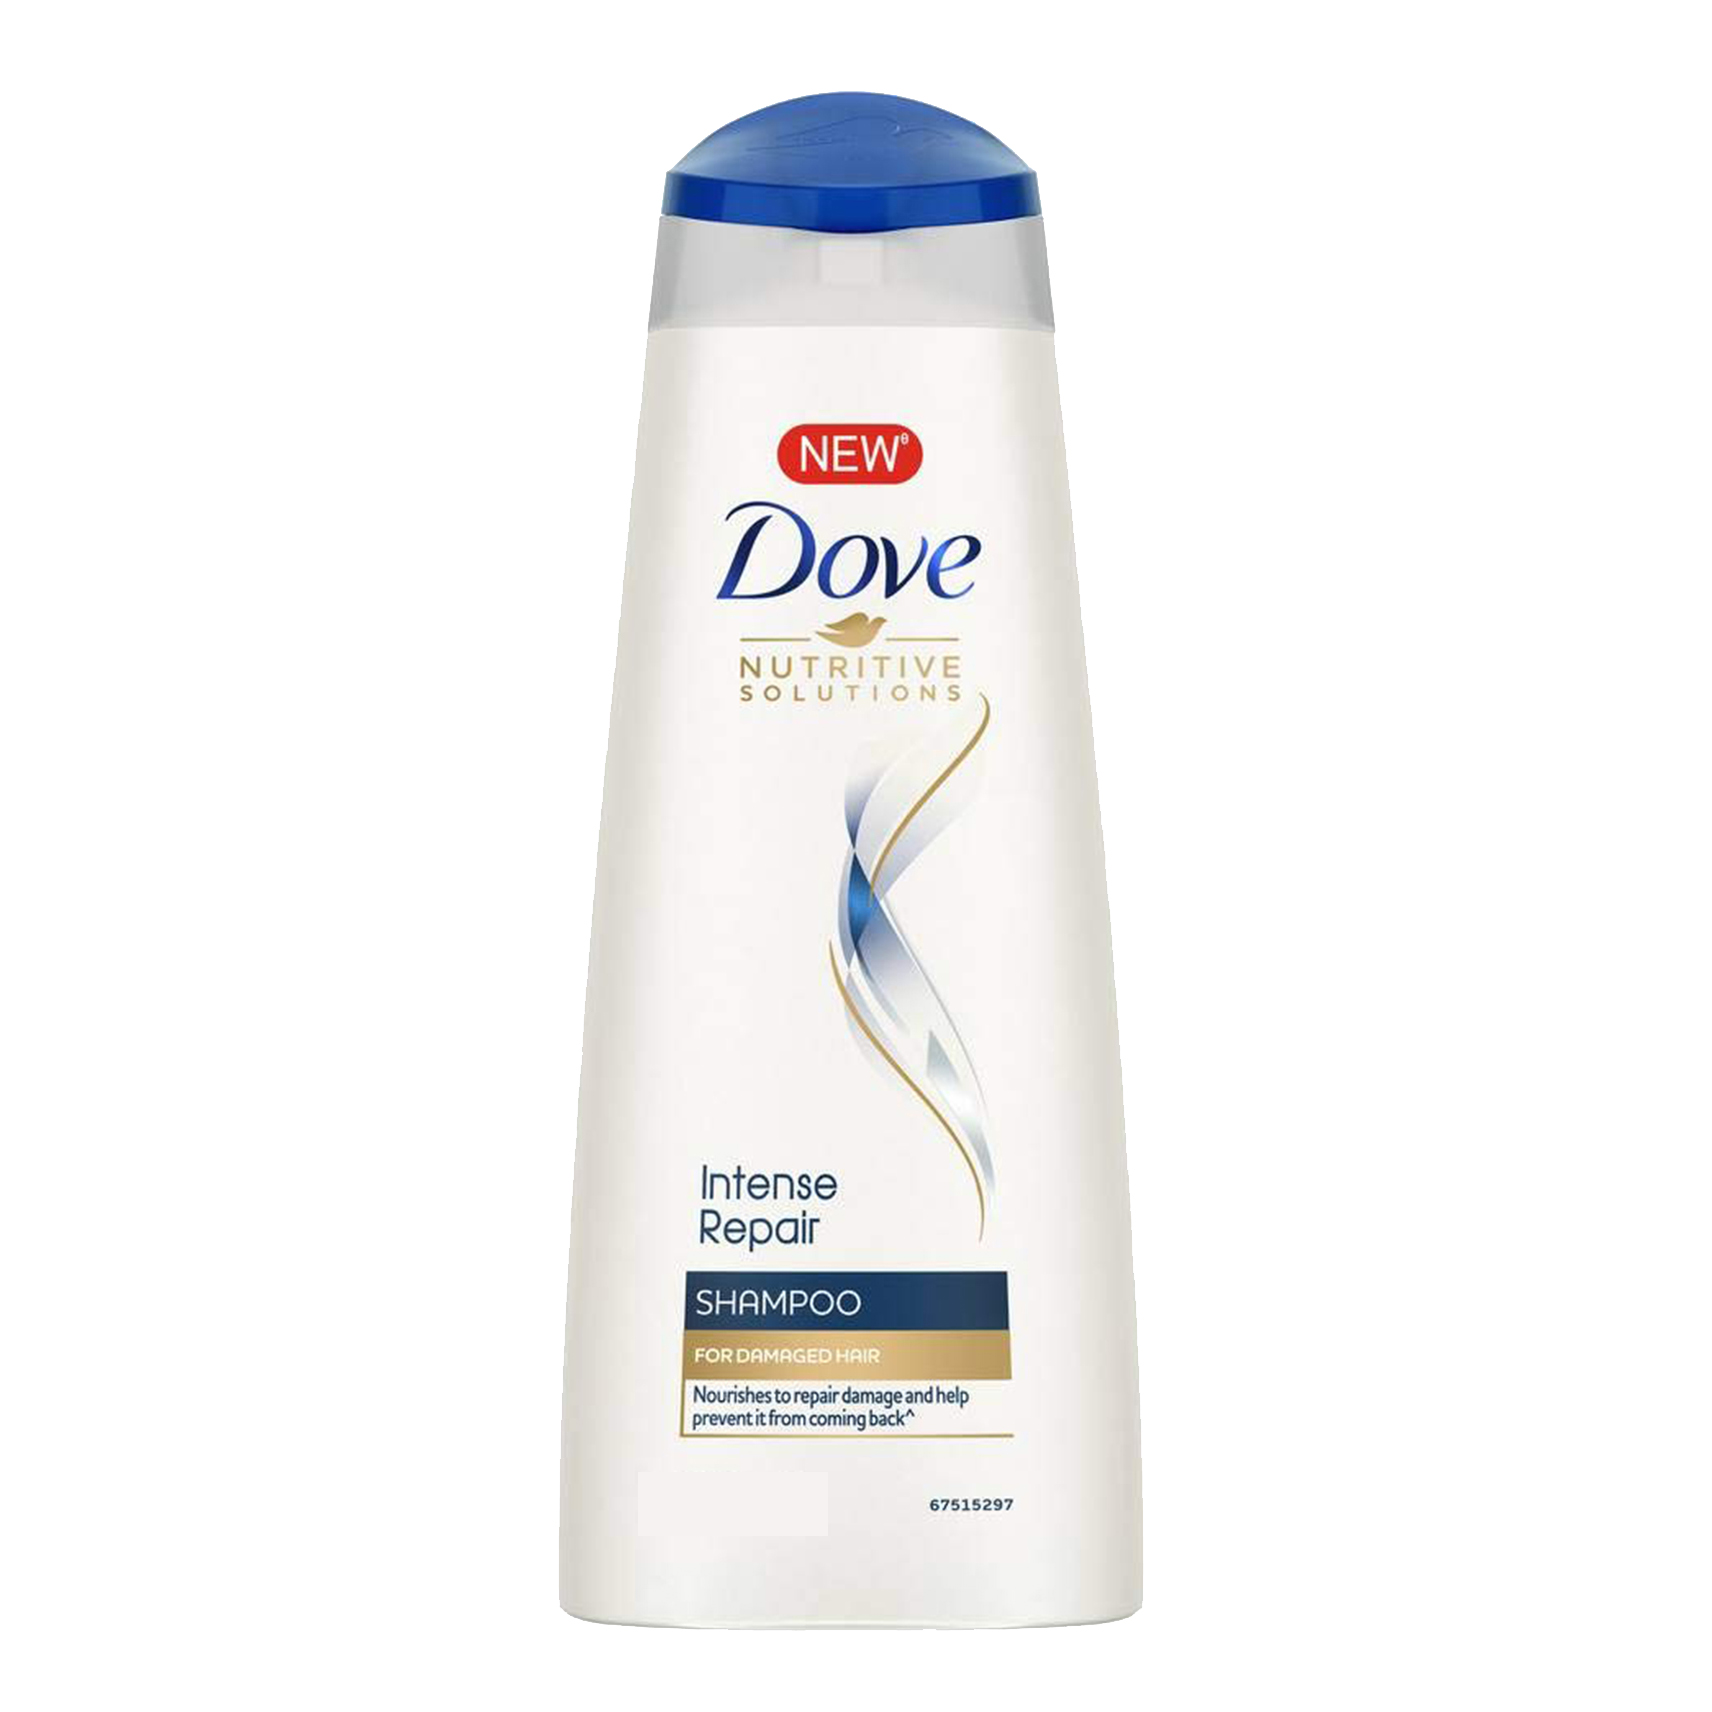 NEW⁰
Dove
NUTRITIVE
SOLUTIONS
Intense
Repair
SHAMPOO
FOR DAMAGED HAIR
Nourishes to repair damage and help
prevent it from coming back^
67515297